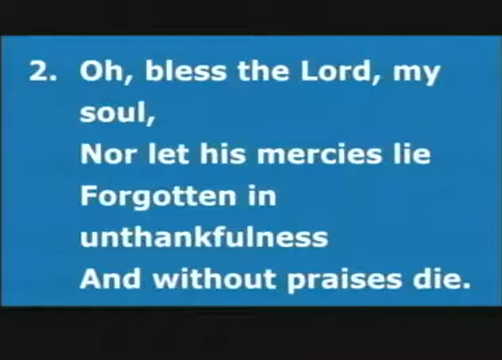 2. Oh, bless the Lord, my
soul,
Nor let his mercies lie
Forgotten in
unthankfulness
And without praises die.